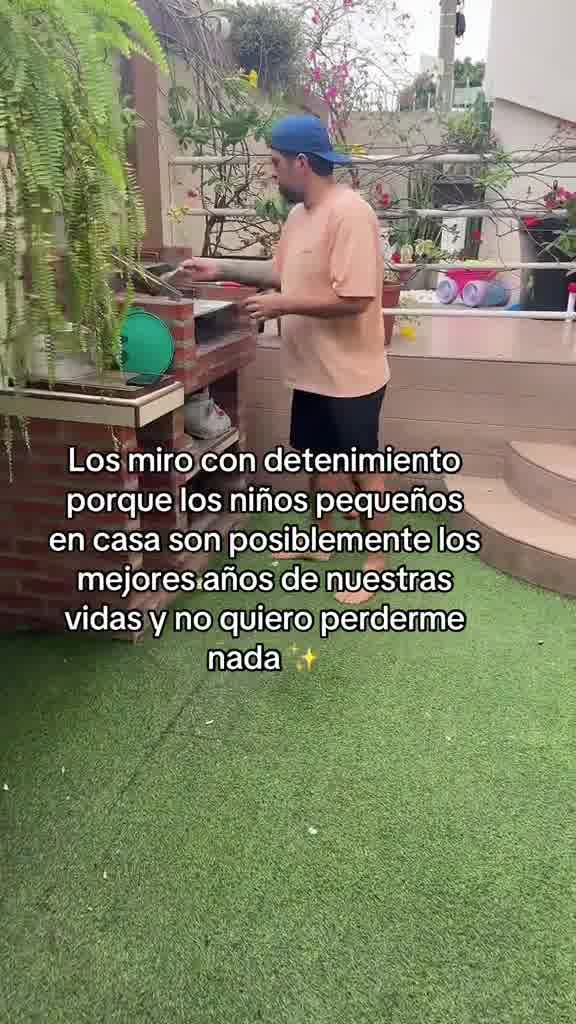 Los miro con detenimiento
porque los niños pequeños
en casa son posiblemente los
mejores años de nuestras
vidas y no quiero perderme
nada ✨